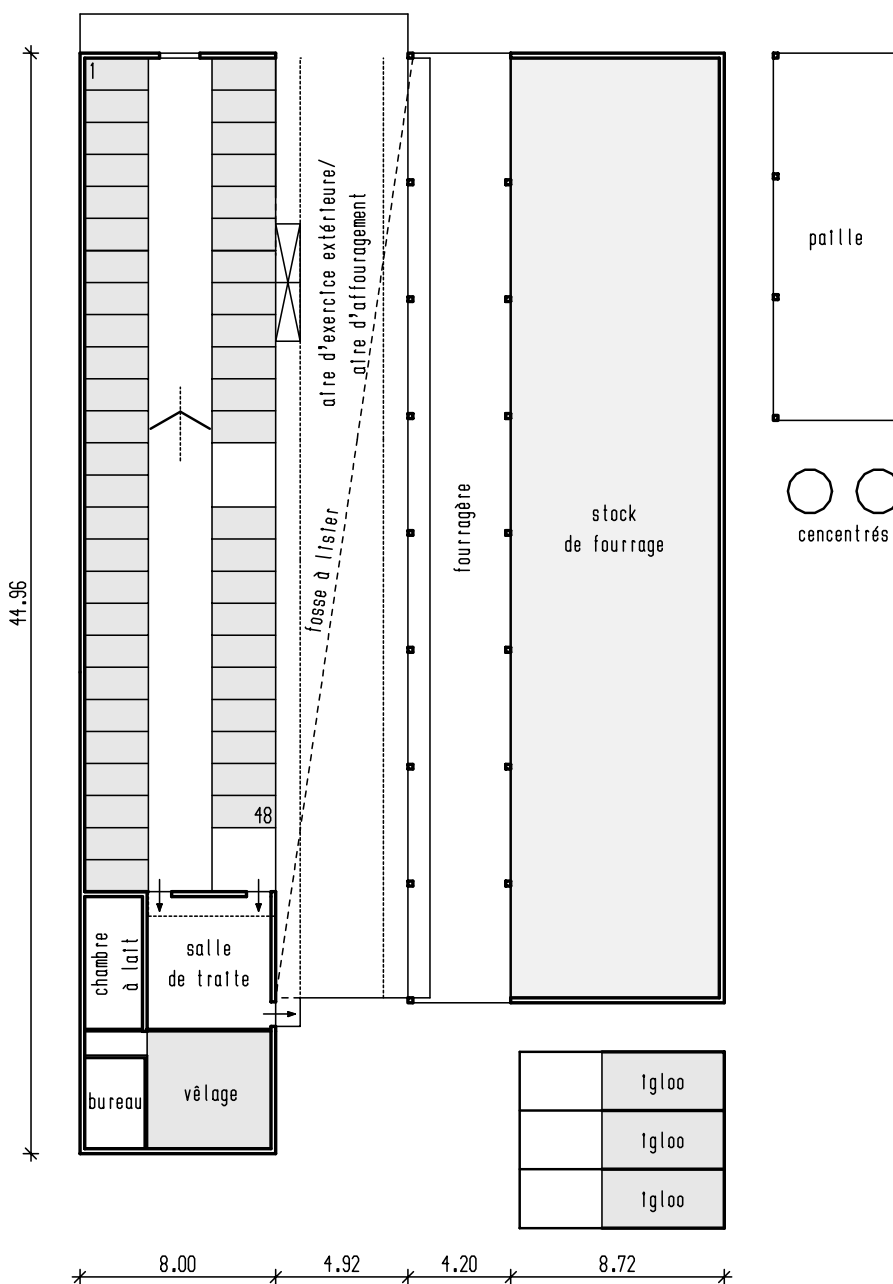 1
aire d'exercice extérieure/
aire d'affouragement
paille
fosse à lisier
fourragère
stock
de fourrage
cencentrés
44.96
48
chambre
à lait
salle
de traite
bureau
vêlage
igloo
igloo
igloo
8.00
4.92
4.20
8.72